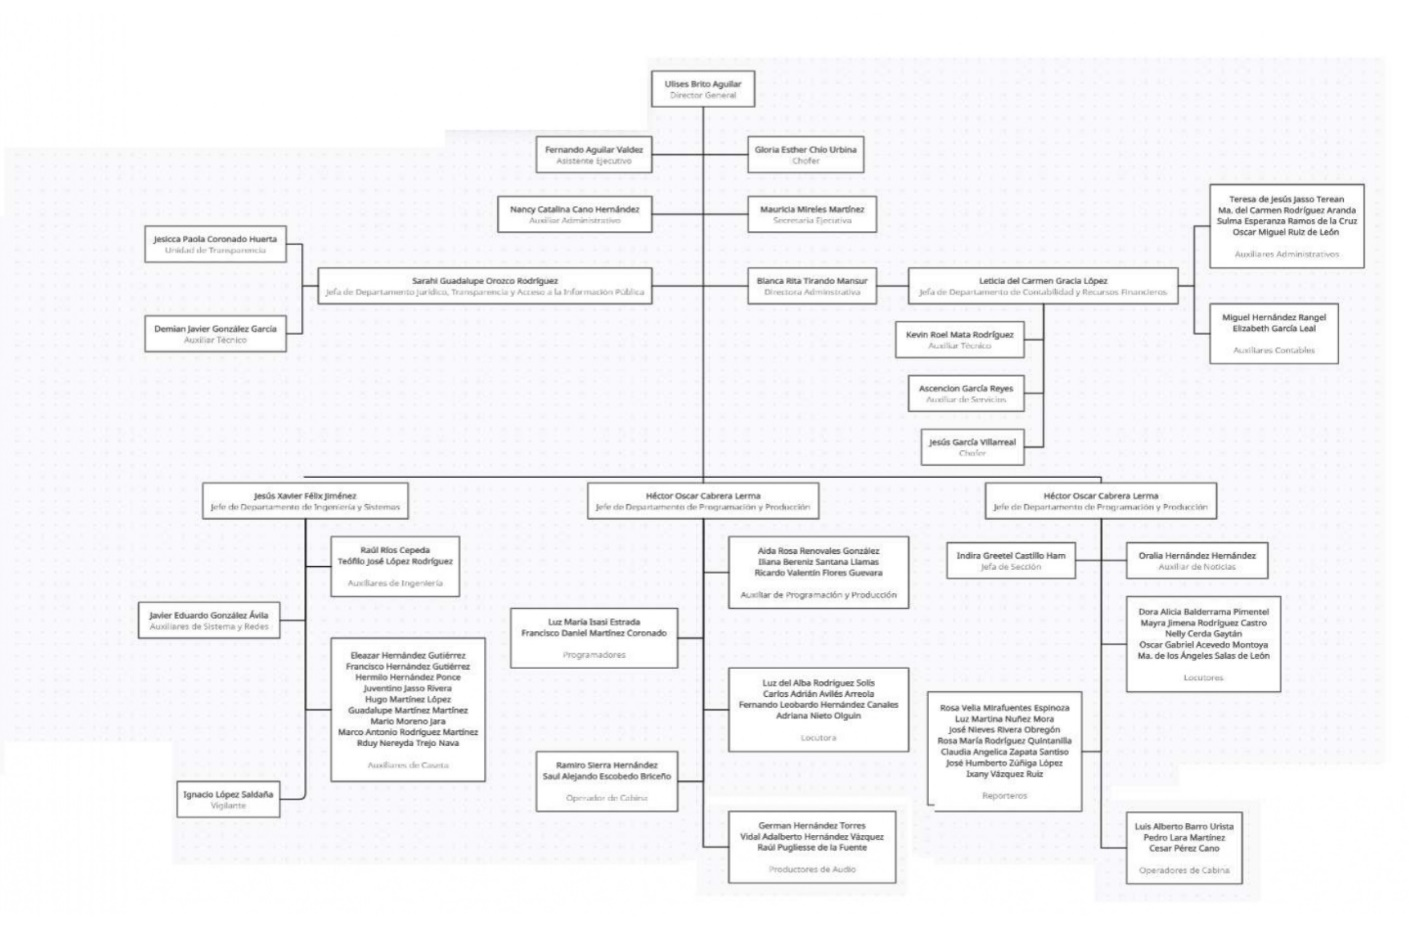 Ulises Brito Aguilar
Director General
Fernando Aguilar Valdez
Asistente Ejecutivo
Gloria Esther Chio Urbina
Chofer
Nancy Catalina Cano Hernández
Auxiliar Administrativo
Mauricia Mireles Martínez
Secretaria Ejecutiva
Teresa de Jesús Jasso Terean
Ma. del Carmen Rodríguez Aranda
Sulma Esperanza Ramos de la Cruz
Oscar Miguel Ruiz de León
Auxiliares Administrativos
Jesicca Paola Coronado Huerta
Unidad de Transparencia
Sarahi Guadalupe Orozco Rodríguez
Jefa de Departamento Jurídico, Transparencia y Acceso a la Información Pública
Blanca Rita Tirando Mansur
Directora Adminsotrativa
Leticia del Carmen Gracia López
Jefa de Departamento de Contabilidad y Recursos Financieros
Demian Javier González García
Auxiliar Técnico
Miguel Hernández Rangel
Elizabeth García Leal
Auxiliares Contables
Kevin Roel Mata Rodríguez
Auxiliar Técnico
Ascencion García Reyes
Auxiliar de Servicios
Jesús García Villarreal
Chofer
Jesús Xavier Félix Jiménez
Jefe de Departamento de Ingeniería y Sistemas
Raúl Ríos Cepeda
Teófilo José López Rodríguez
Auxiliares de Ingeniería
Javier Eduardo González Ávila
Auxiliares de Sistema y Redes
Eleazar Hernández Gutiérrez
Francisco Hernández Gutiérrez
Hermilo Hernández Ponce
Juventino Jasso Rivera
Hugo Martínez López
Guadalupe Martínez Martínez
Mario Moreno Jara
Marco Antonio Rodríguez Martínez
Rduy Nereyda Trejo Nava
Auxiliares de Caseta
Ignacio López Saldaña
Vigilante
Héctor Oscar Cabrera Lerma
Jefe de Departamento de Programación y Producción
Aida Rosa Renovales González
Iliana Bereniz Santana Llamas
Ricardo Valentín Flores Guevara
Auxiliar de Programación y Producción
Luz María Isasi Estrada
Francisco Daniel Martínez Coronado
Programadores
Luz del Alba Rodríguez Solís
Carlos Adrián Avilés Arreola
Fernando Leobardo Hernández Canales
Adriana Nieto Olguin
Locutora
Ramiro Sierra Hernández
Saul Alejando Escobedo Briceño
Operador de Cabina
German Hernández Torres
Vidal Adalberto Hernández Vázquez
Raúl Pugliesse de la Fuente
Productores de Audio
Héctor Oscar Cabrera Lerma
Jefe de Departamento de Programación y Producción
Indira Greetel Castillo Ham
Jefa de Sección
Oralia Hernández Hernández
Auxiliar de Noticias
Dora Alicia Balderrama Pimentel
Mayra Jimena Rodríguez Castro
Nelly Cerda Gaytán
Óscar Gabriel Acevedo Montoya
Ma. de los Ángeles Salas de León
Locutores
Rosa Velia Mirafuentes Espinoza
Luz Martina Nuñez Mora
José Nieves Rivera Obregón
Rosa María Rodríguez Quintanilla
Claudia Angelica Zapata Santiso
José Humberto Zúñiga López
Ixany Vázquez Ruiz
Reporteros
Luis Alberto Barro Urista
Pedro Lara Martínez
Cesar Pérez Cano
Operadores de Cabina